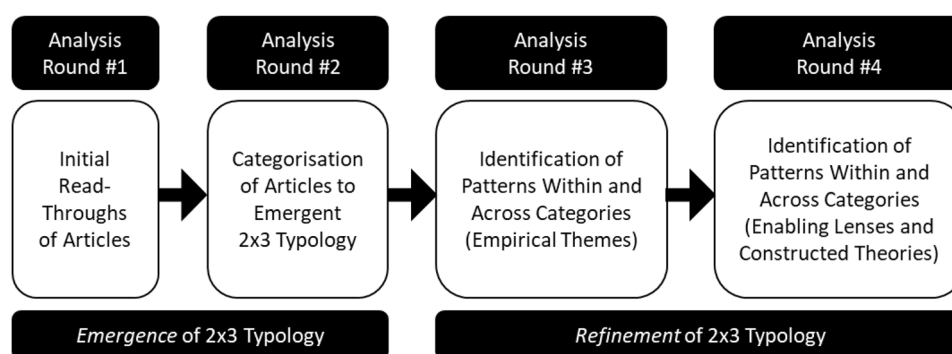 Analysis
Round #1
Analysis
Round #2
Analysis
Round #3
Analysis
Round #4
Initial
Read-
Throughs
of Articles
Categorisation
of Articles to
Emergent
2x3 Typology
Identification of
Patterns Within and
Across Categories
(Empirical Themes)
Identification of
Patterns Within and
Across Categories
(Enabling Lenses and
Constructed Theories)
Emergence of 2x3 Typology
Refinement of 2x3 Typology